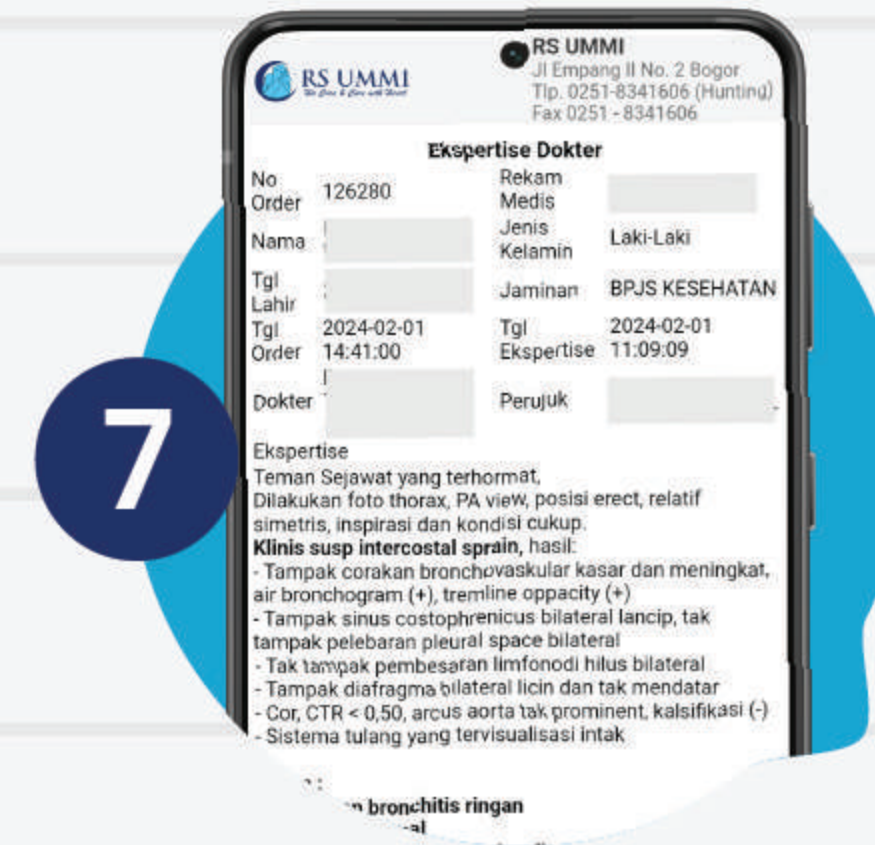 RS UMMI
RS UMMI
Jl Empang II No. 2 Bogor
Tlp. 0251-8341606 (Hunting)
Fax 0251 - 8341606
Ekspertise Dokter
No Order 126280 Rekam Medis
Nama Jenis Kelamin Laki-Laki
Tgl Lahir Jaminan BPJS KESEHATAN
Tgl Order 2024-02-01 14:41:00 Tgl Ekspertise 2024-02-01 11:09:09
Dokter Perujuk
7
Ekspertise
Teman Sejawat yang terhormat,
Dilakukan foto thorax, PA view, posisi erect, relatif
simetris, inspirasi dan kondisi cukup.
Klinis susp intercostal sprain, hasil:
- Tampak corakan bronchovaskular kasar dan meningkat,
air bronchogram (+), tremline oppacity (+)
- Tampak sinus costophrenicus bilateral lancip, tak
tampak pelebaran pleural space bilateral
- Tak tampak pembesaran limfonodi hilus bilateral
- Tampak diafragma bilateral licin dan tak mendatar
- Cor, CTR < 0,50, arcus aorta tak prominent, kalsifikasi (-)
- Sistema tulang yang tervisualisasi intak
:
bronchitis ringan